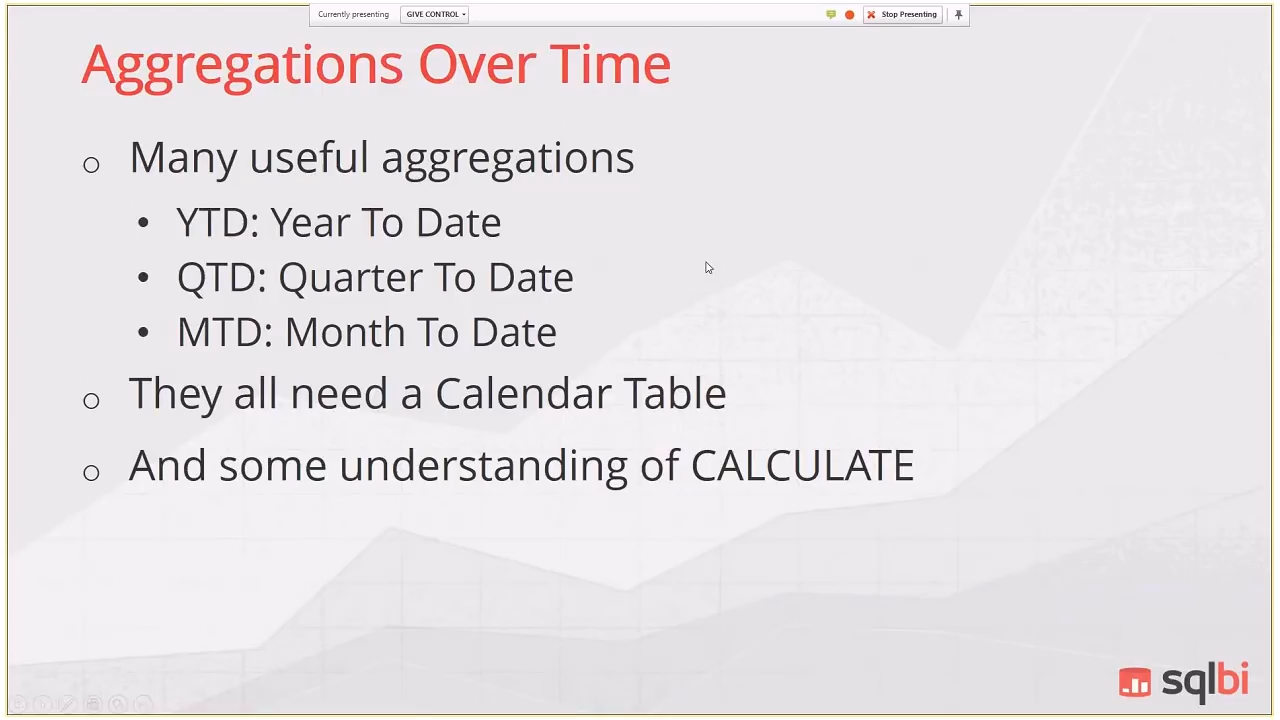 Currently presenting GIVE CONTROL Stop Presenting
Aggregations Over Time
Many useful aggregations
YTD: Year To Date
QTD: Quarter To Date
MTD: Month To Date
They all need a Calendar Table
And some understanding of CALCULATE
sqlbi